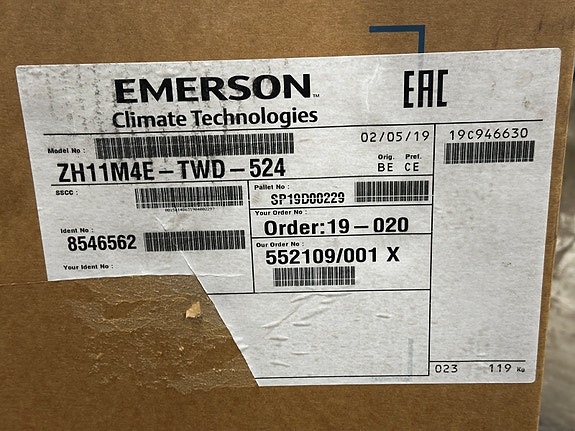 EMERSON™
EAC
Climate Technologies
Model No :
02/05/19
19C946630
ZH11M4E-TWD-524
Orig. Pref.
BE CE
SSCC :
Pallet No :
SP19D00229
Your Order No :
Order:19-020
Ident No :
8546562
Our Order No :
552109/001 X
Your Ident No :
023 119 Kg